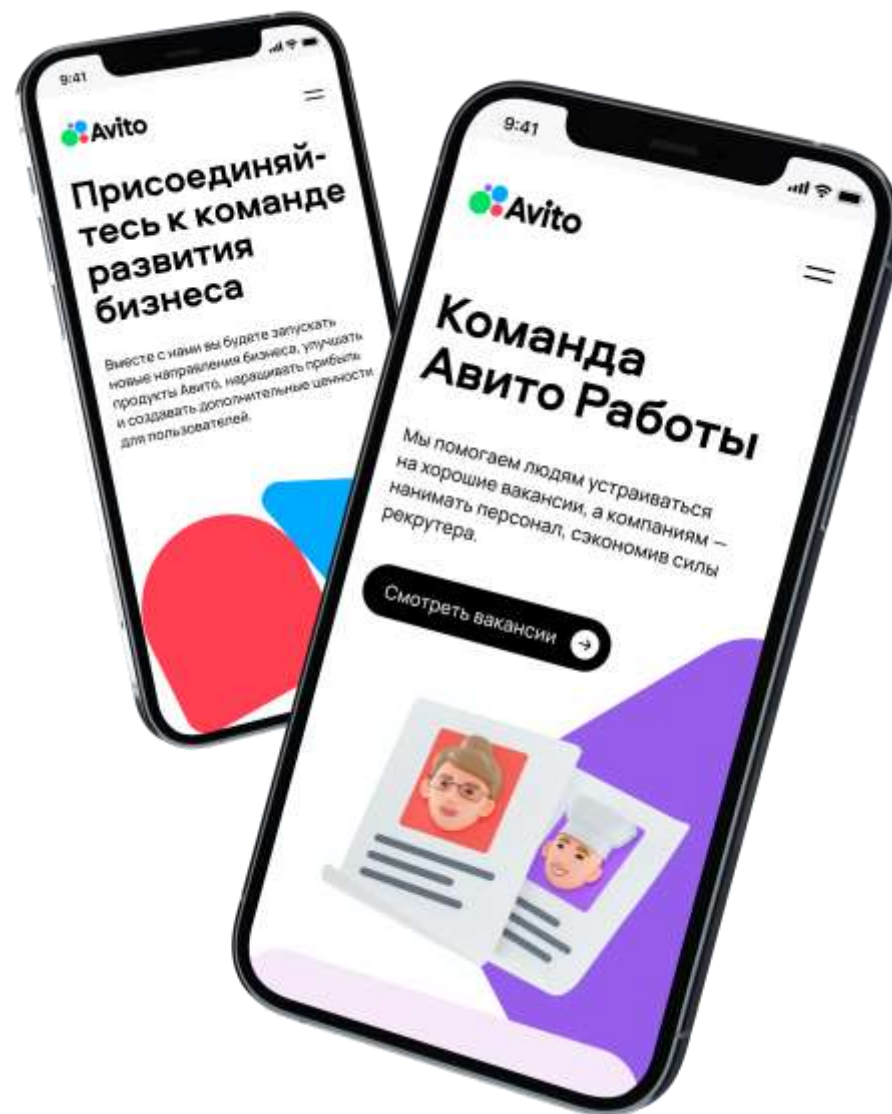 9:41
Avito
Присоединяй-
тесь к команде
развития
бизнеса
Вместе с нами вы будете запускать
новые направления бизнеса, улучшать
продукты Авито, наращивать прибыль
и создавать дополнительные ценности
для пользователей.
9:41
Avito
Команда
Авито Работы
Мы помогаем людям устраиваться
на хорошие вакансии, а компаниям —
нанимать персонал, сэкономив силы
рекрутера.
Смотреть вакансии